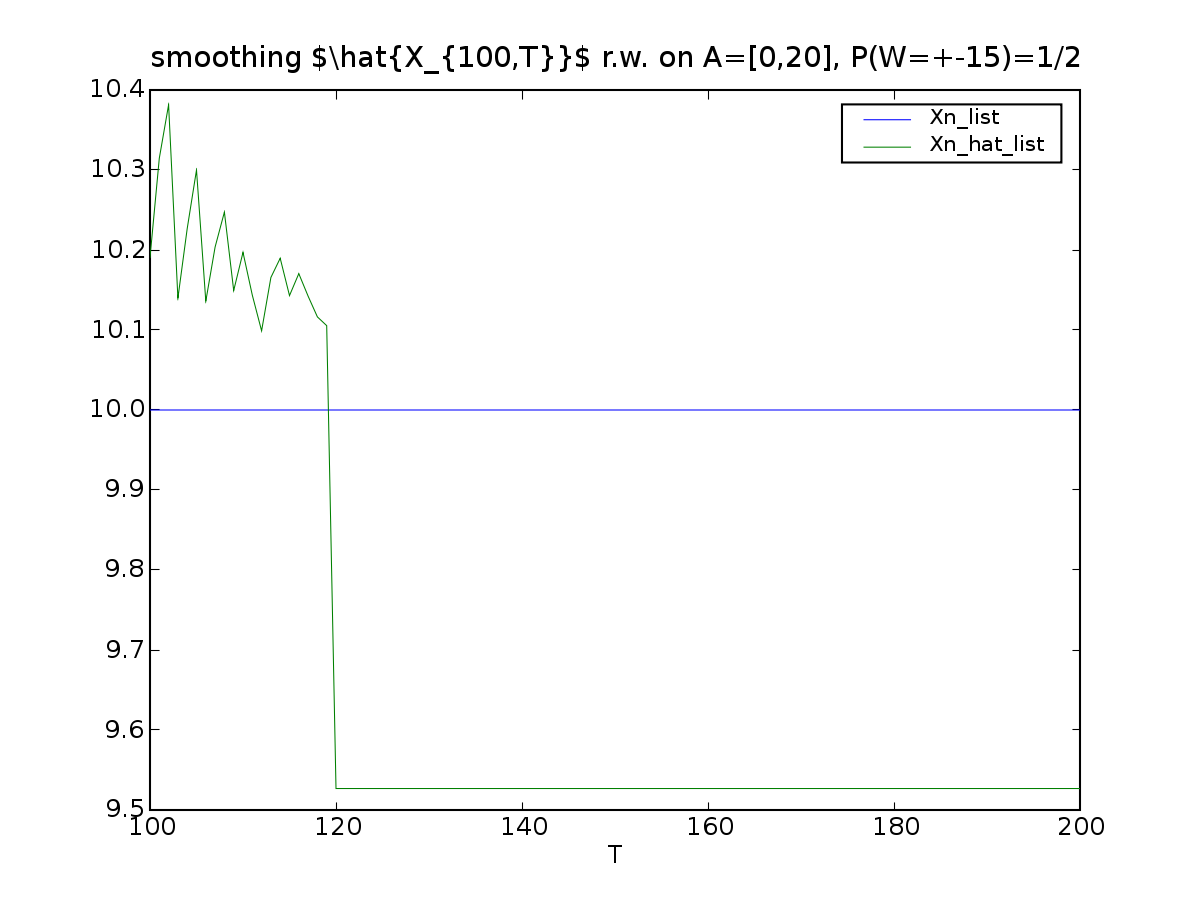 smoothing $\hat{X_{100,T}}$ r.w. on A=[0,20], P(W=+-15)=1/2
Xn_list
Xn_hat_list
10.4
10.3
10.2
10.1
10.0
9.9
9.8
9.7
9.6
9.5
100 120 140 160 180 200
T